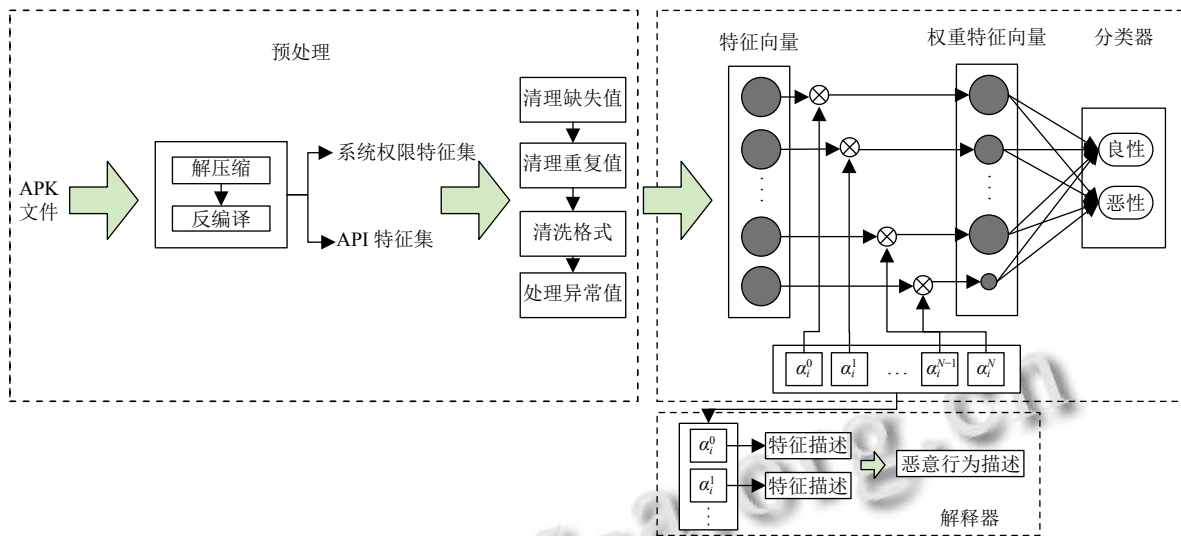 预处理
APK
文件
解压缩
反编译
系统权限特征集
API 特征集
清理缺失值
清理重复值
清洗格式
处理异常值
特征向量
权重特征向量
分类器
良性
恶性
α_i^0
α_i^1
...
α_i^{N-1}
α_i^N
α_i^0
特征描述
α_i^1
特征描述
恶意行为描述
解释器